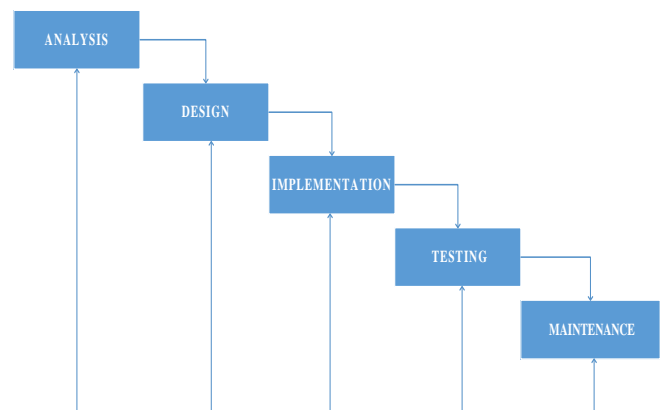 ANALYSIS
DESIGN
IMPLEMENTATION
TESTING
MAINTENANCE